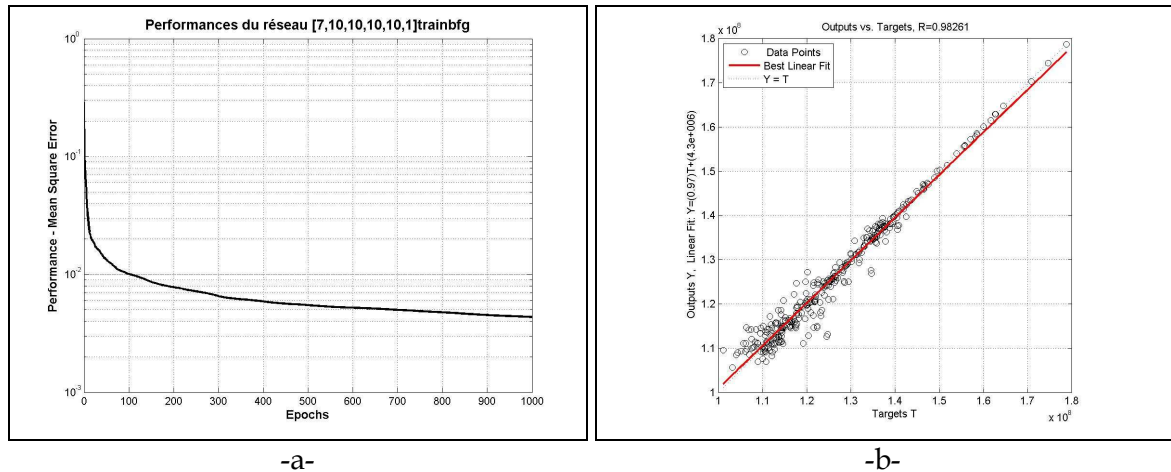 Performances du réseau [7,10,10,10,10,1]trainbfg
10^0
10^-1
10^-2
10^-3
Performance - Mean Square Error
0 100 200 300 400 500 600 700 800 900 1000
Epochs
-a-
Outputs vs. Targets, R=0.98261
x 10^8
Data Points
Best Linear Fit
Y = T
1.8
1.7
1.6
1.5
1.4
1.3
1.2
1.1
1
Outputs Y, Linear Fit: Y=(0.97)T+(4.3e+006)
1 1.1 1.2 1.3 1.4 1.5 1.6 1.7 1.8
Targets T
x 10^8
-b-